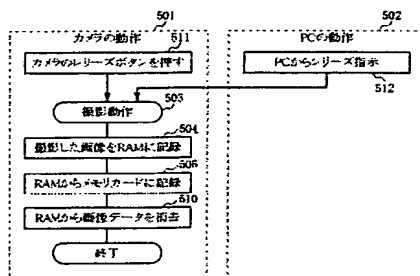 501
カメラの動作
511
カメラのレリーズボタンを押す
撮影動作
503
504
撮影した画像をRAMに記録
506
RAMからメモリカードに記録
510
RAMから画像データを消去
終了
502
PCの動作
PCからレリーズ指示
512